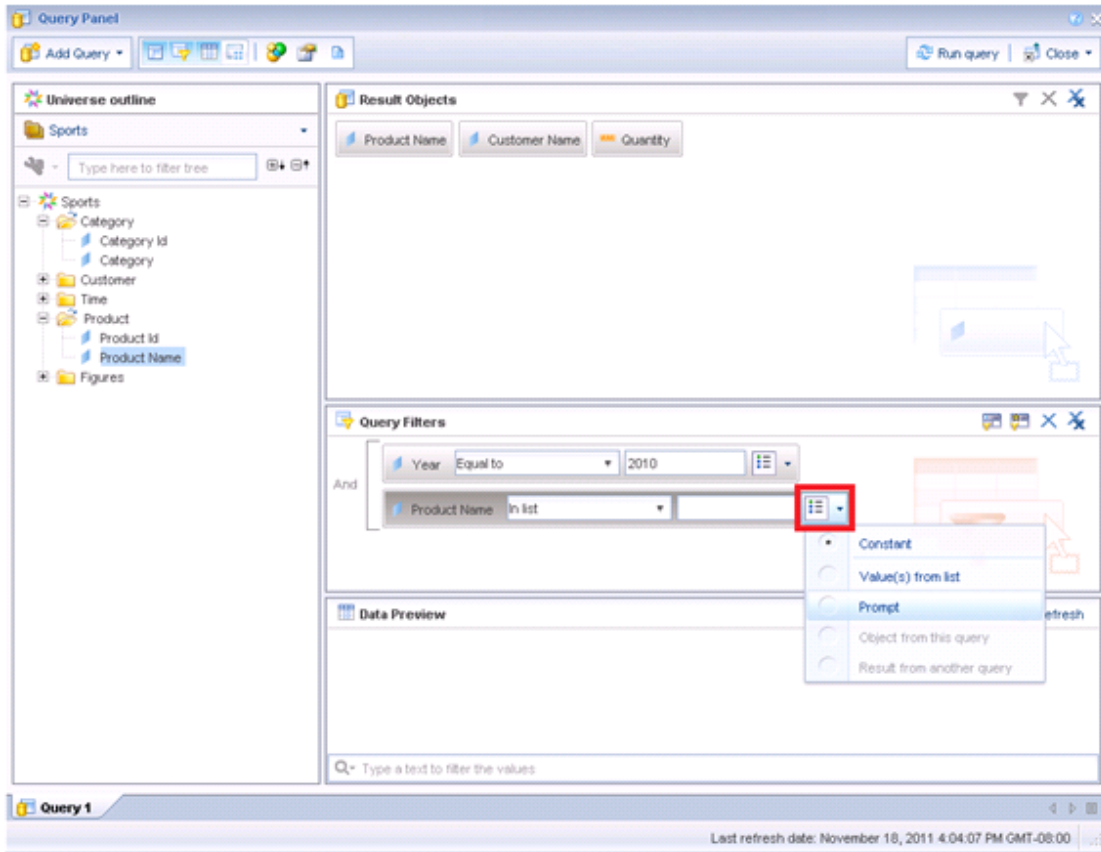 Query Panel
Add Query
Run query
Close
Universe outline
Sports
Type here to filter tree
Sports
Category
Category Id
Category
Customer
Time
Product
Product Id
Product Name
Figures
Result Objects
Product Name Customer Name Quantity
Query Filters
And
Year Equal to 2010
Product Name In list
Constant
Value(s) from list
Prompt
Object from this query
Result from another query
Data Preview
efresh
Type a text to filter the values
Query 1
Last refresh date: November 18, 2011 4:04:07 PM GMT-08:00